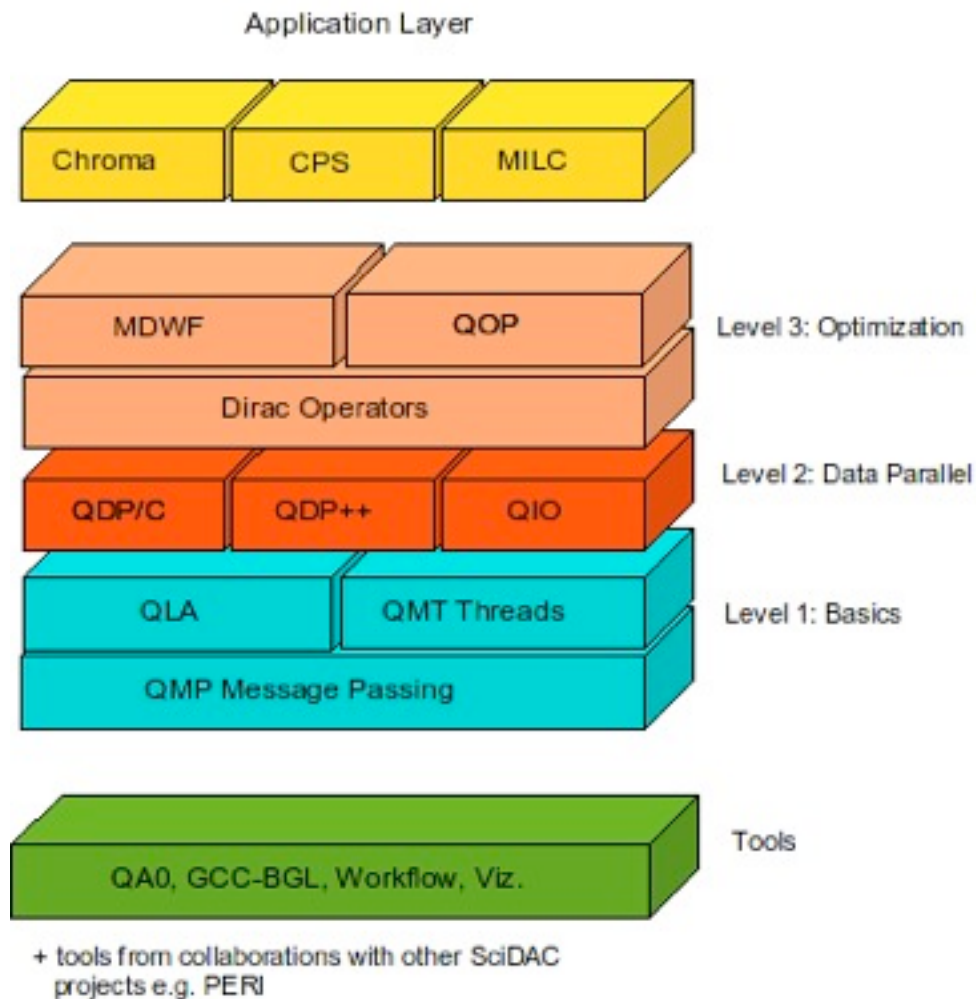 Application Layer
Chroma
CPS
MILC
MDWF
QOP
Level 3: Optimization
Dirac Operators
Level 2: Data Parallel
QDP/C
QDP++
QIO
QLA
QMT Threads
Level 1: Basics
QMP Message Passing
Tools
QA0, GCC-BGL, Workflow, Viz.
+ tools from collaborations with other SciDAC
projects e.g. PERI